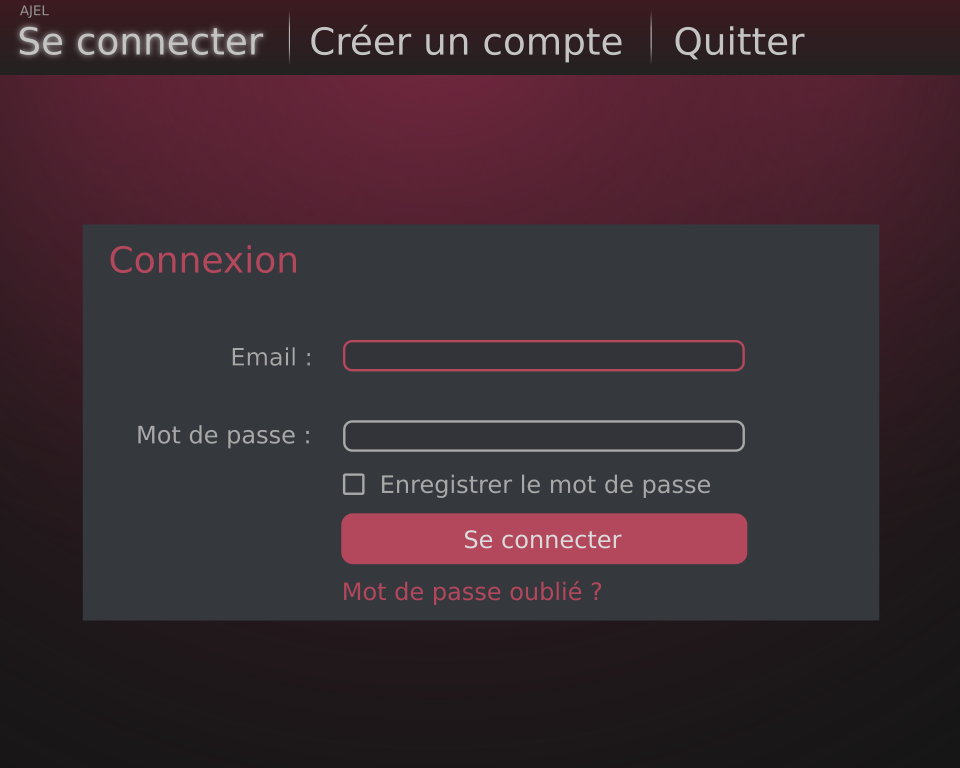 AJEL
Se connecter Créer un compte Quitter
Connexion
Email :
Mot de passe :
Enregistrer le mot de passe
Se connecter
Mot de passe oublié ?